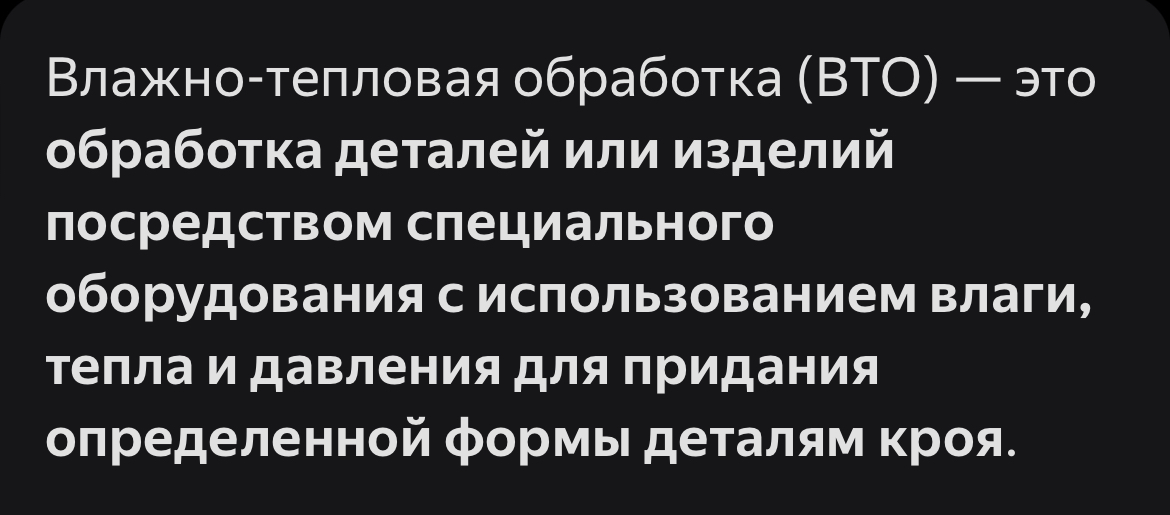 Влажно-тепловая обработка (ВТО) — это
обработка деталей или изделий
посредством специального
оборудования с использованием влаги,
тепла и давления для придания
определенной формы деталям кроя.